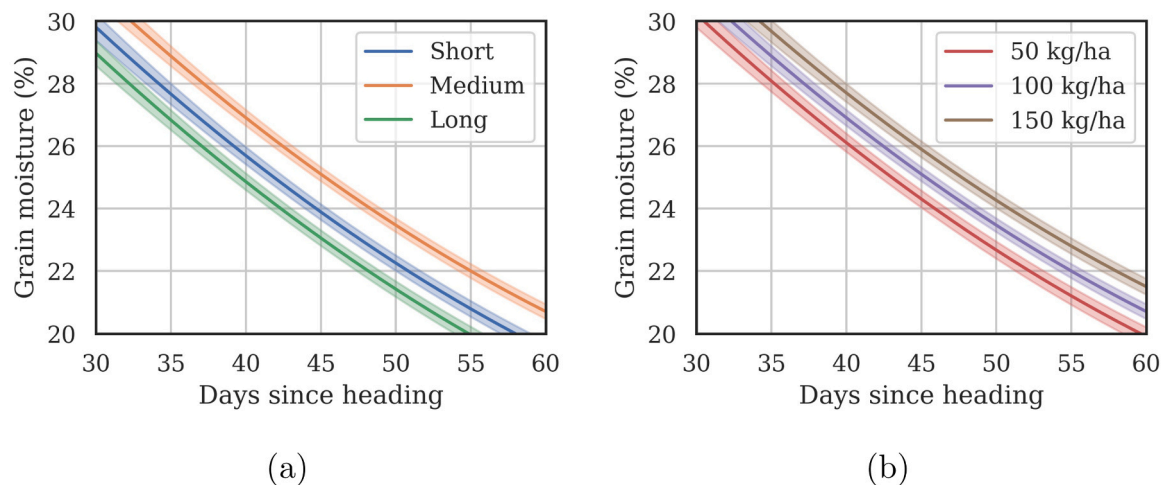 30
28
26
24
22
20
Grain moisture (%)
30 35 40 45 50 55 60
Days since heading
Short
Medium
Long
(a)
30
28
26
24
22
20
Grain moisture (%)
30 35 40 45 50 55 60
Days since heading
50 kg/ha
100 kg/ha
150 kg/ha
(b)